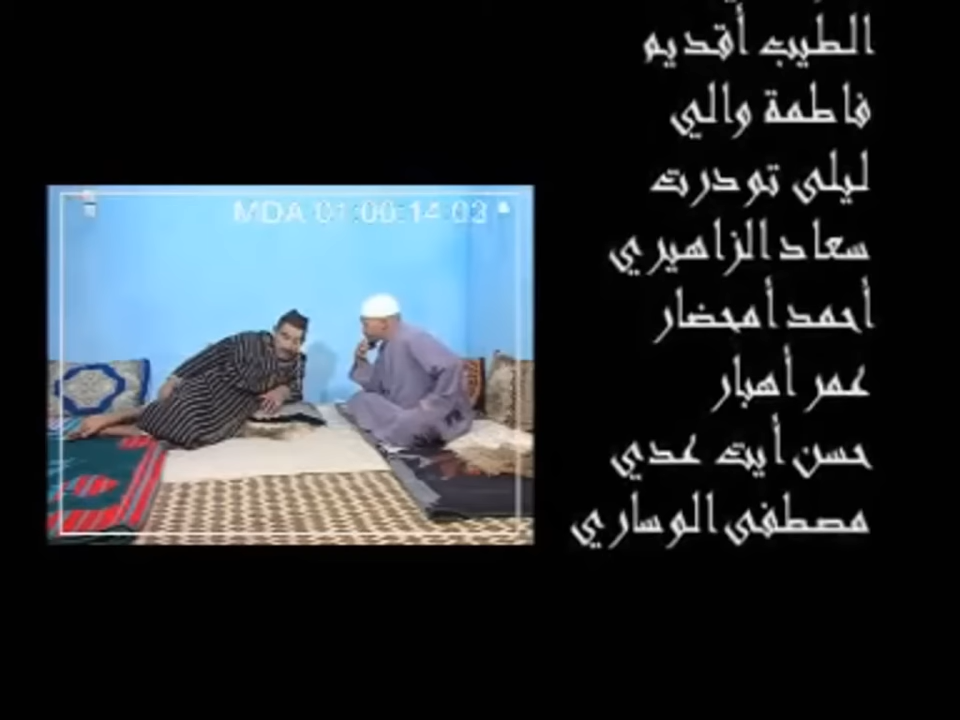 الطيب أقديم
فاطمة والي
ليلى تودرت
سعاد الزاهيري
أحمد أمحضار
عمر أهبار
حسن أيت عدي
مصطفى الوساري
MDA 01:00:14:03